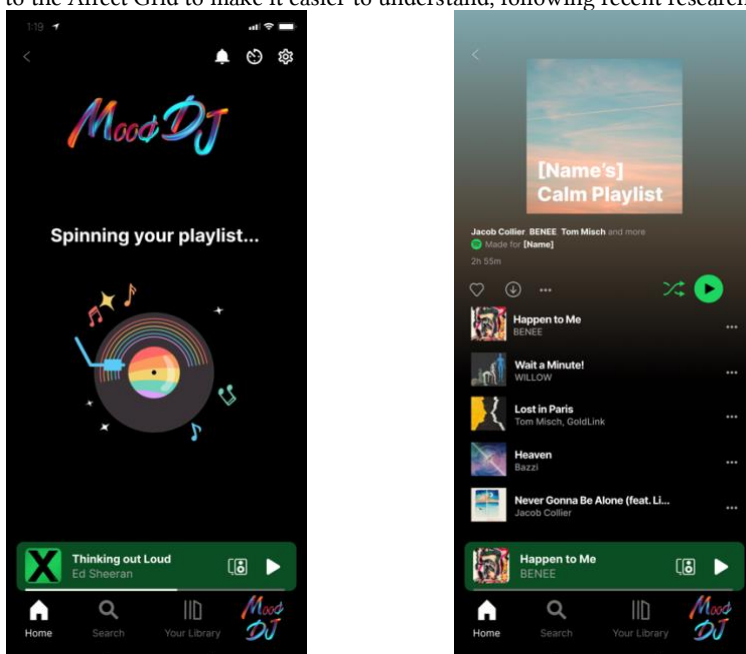 to the Affect Grid to make it easier to understand, following recent research
1:19
Mood DJ
Spinning your playlist...
Thinking out Loud
Ed Sheeran
Home
Search
Your Library
Mood
DJ
[Name's]
Calm Playlist
Jacob Collier BENEE Tom Misch and more
Made for [Name]
2h 55m
Happen to Me
BENEE
Wait a Minute!
WILLOW
Lost in Paris
Tom Misch, GoldLink
Heaven
Bazzi
Never Gonna Be Alone (feat. Li...
Jacob Collier
Happen to Me
BENEE
Home
Search
Your Library
Mood
DJ